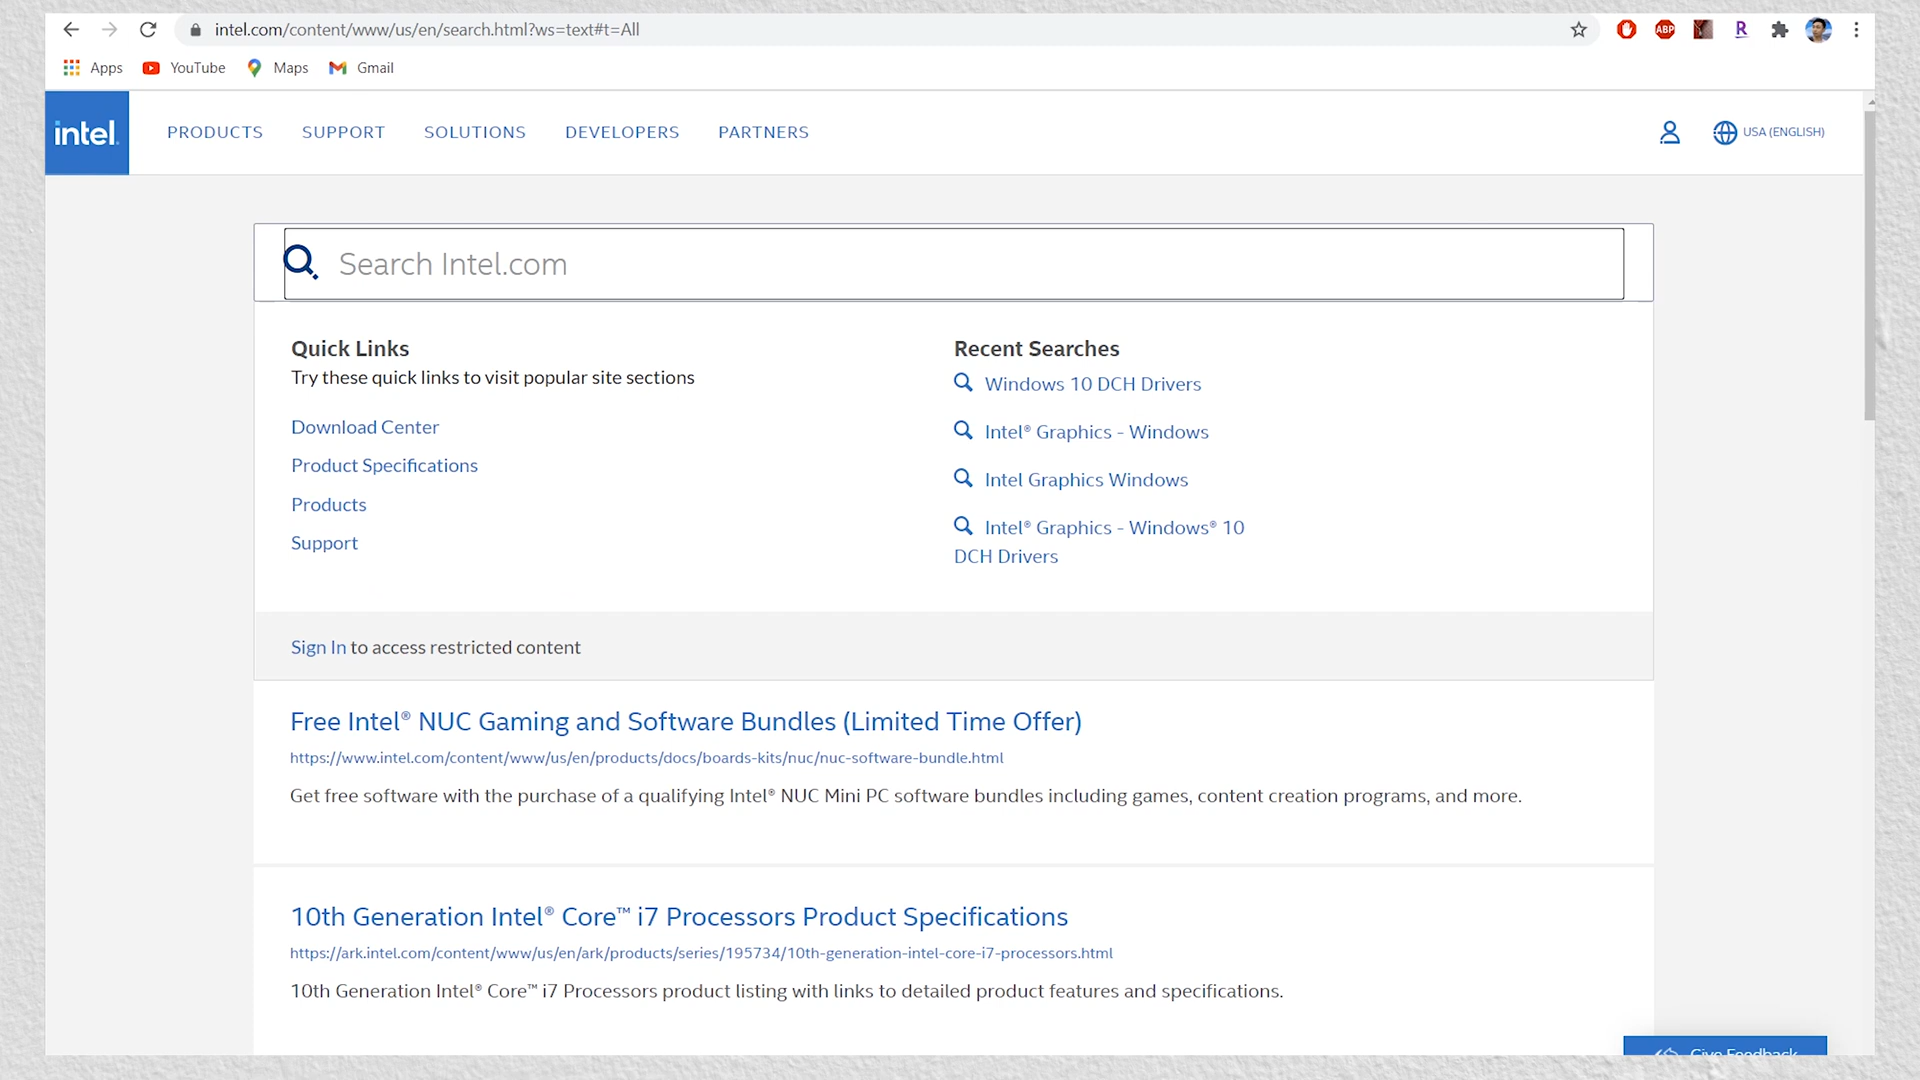 intel.com/content/www/us/en/search.html?ws=text#t=All
ABP
R
Apps YouTube Maps Gmail
intel.
PRODUCTS SUPPORT SOLUTIONS DEVELOPERS PARTNERS USA (ENGLISH)
Search Intel.com
Quick Links
Try these quick links to visit popular site sections
Download Center
Product Specifications
Products
Support
Recent Searches
Windows 10 DCH Drivers
Intel® Graphics - Windows
Intel Graphics Windows
Intel® Graphics - Windows® 10
DCH Drivers
Sign In to access restricted content
Free Intel® NUC Gaming and Software Bundles (Limited Time Offer)
https://www.intel.com/content/www/us/en/products/docs/boards-kits/nuc/nuc-software-bundle.html
Get free software with the purchase of a qualifying Intel® NUC Mini PC software bundles including games, content creation programs, and more.
10th Generation Intel® Core™ i7 Processors Product Specifications
https://ark.intel.com/content/www/us/en/ark/products/series/195734/10th-generation-intel-core-i7-processors.html
10th Generation Intel® Core™ i7 Processors product listing with links to detailed product features and specifications.
Give Feedback